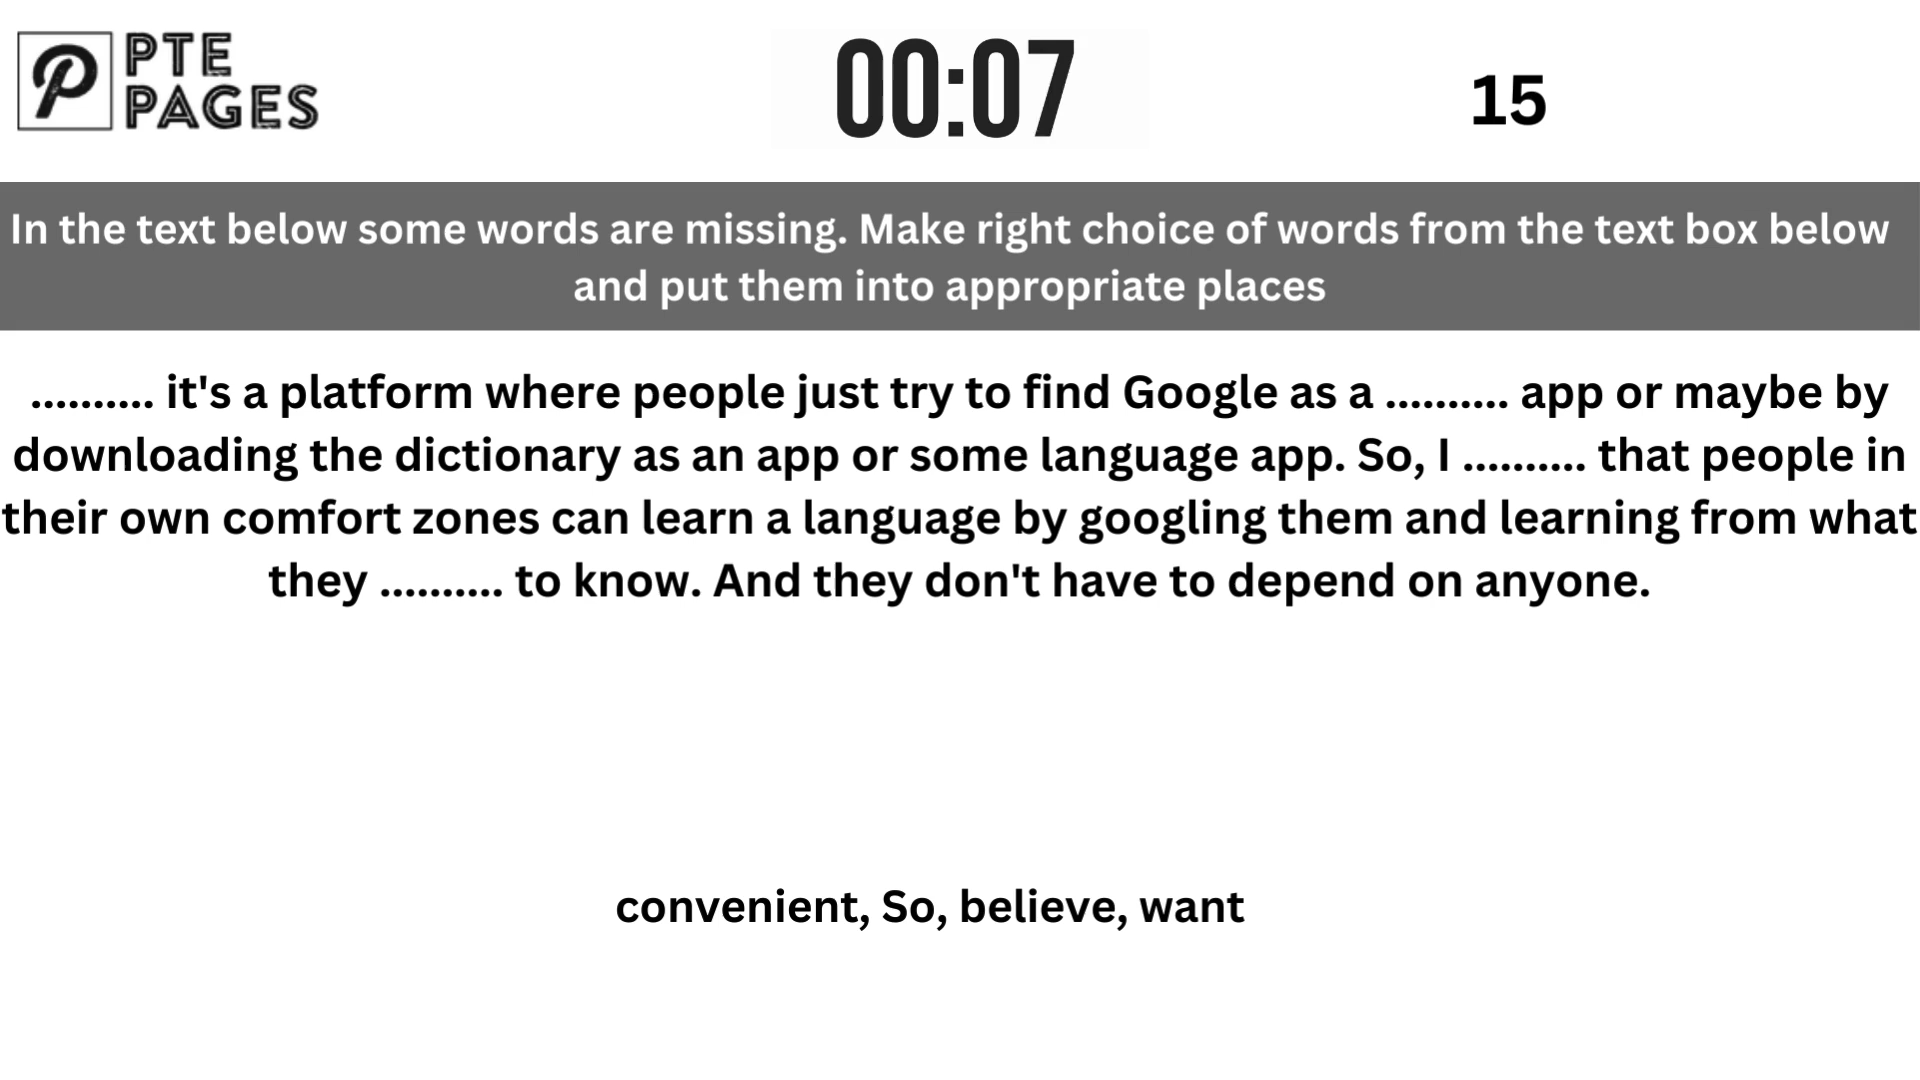 PTE
PAGES
00:07
15
In the text below some words are missing. Make right choice of words from the text box below
and put them into appropriate places
.......... it's a platform where people just try to find Google as a .......... app or maybe by
downloading the dictionary as an app or some language app. So, I .......... that people in
their own comfort zones can learn a language by googling them and learning from what
they .......... to know. And they don't have to depend on anyone.
convenient, So, believe, want